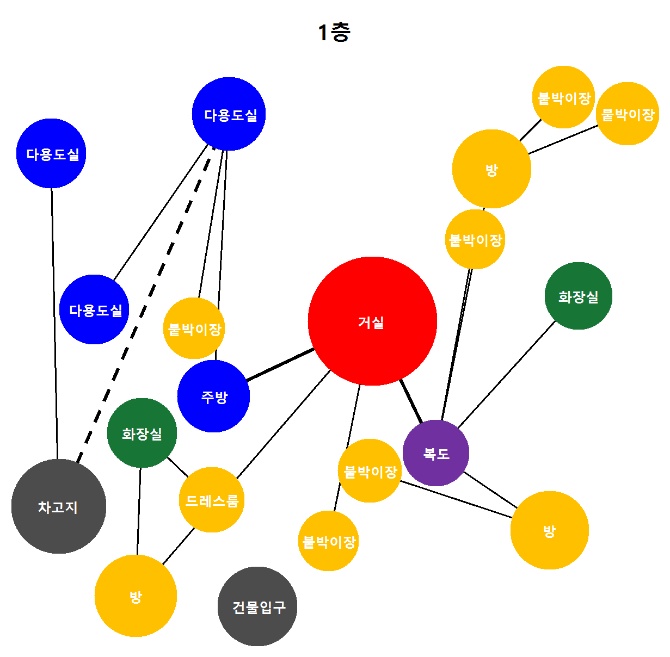 1층
붙박이장
붙박이장
다용도실
다용도실
방
붙박이장
화장실
다용도실
거실
붙박이장
주방
화장실
복도
붙박이장
드레스룸
차고지
방
붙박이장
방
건물입구